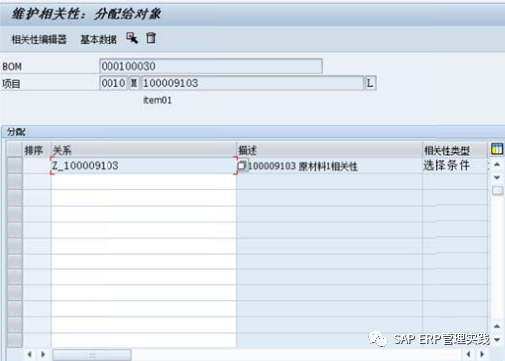 维护相关性：分配给对象
相关性编辑器 基本数据
BOM 000100030
项目 0010 M 100009103 L
item01
分配
排序 关系 描述 相关性类型
Z_100009103 100009103 原材料1相关性 选择条件
SAP ERP管理实践